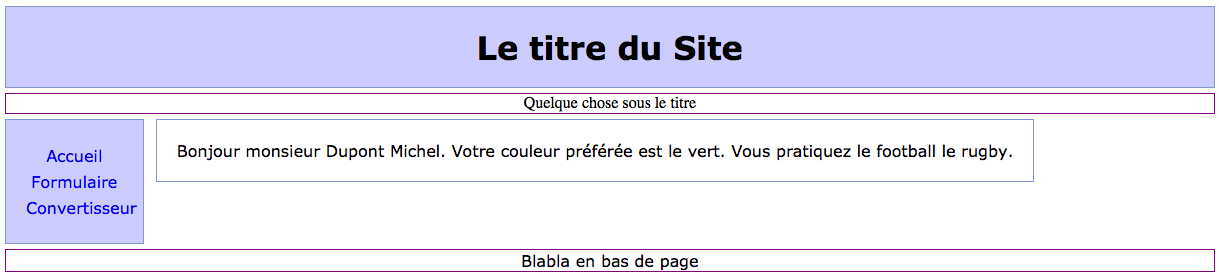 Le titre du Site
Quelque chose sous le titre
Accueil
Formulaire
Convertisseur
Bonjour monsieur Dupont Michel. Votre couleur préférée est le vert. Vous pratiquez le football le rugby.
Blabla en bas de page